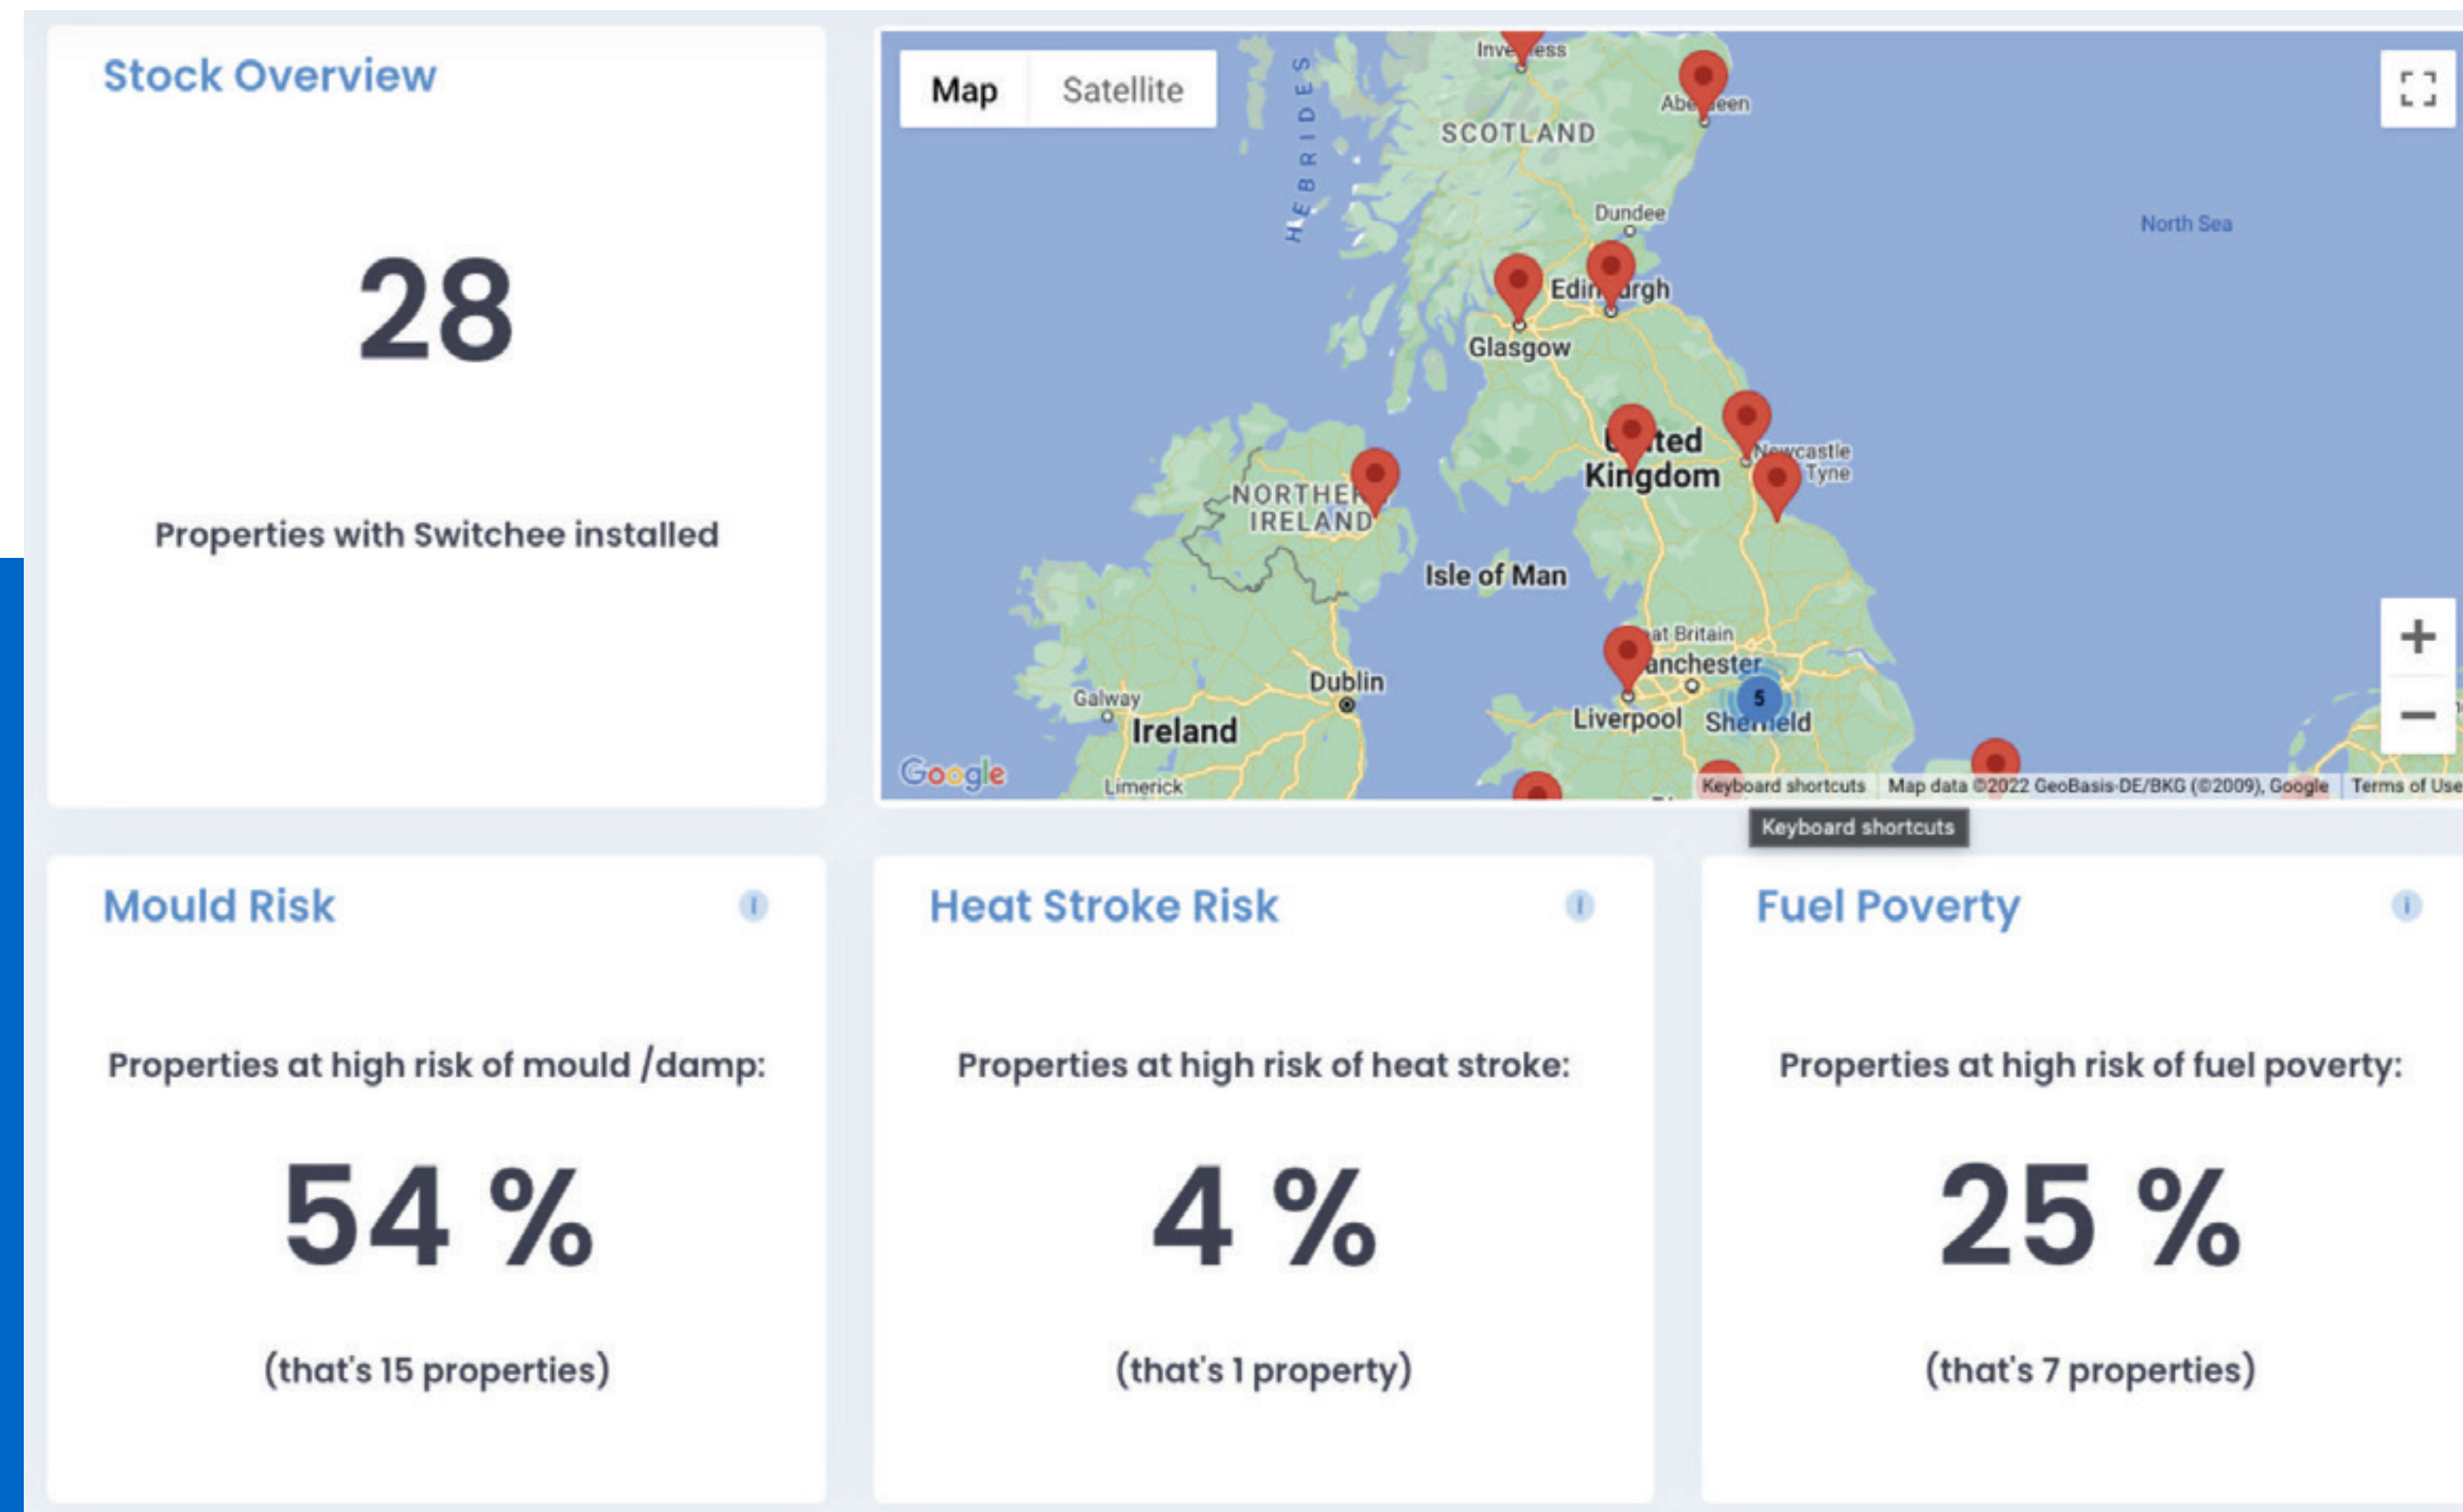 Stock Overview
28
Properties with Switchee installed
Map
Satellite
HEBRIDES
SCOTLAND
Dundee
North Sea
Glasgow
Kingdom
IRELAND
Isle of Man
Dublin
Galway
Ireland
Limerick
Liverpool
5
Google
Keyboard shortcuts
Map data ©2022 GeoBasis-DE/BKG (©2009), Google
Terms of Use
Keyboard shortcuts
Mould Risk
i
Properties at high risk of mould /damp:
54 %
(that's 15 properties)
Heat Stroke Risk
i
Properties at high risk of heat stroke:
4 %
(that's 1 property)
Fuel Poverty
i
Properties at high risk of fuel poverty:
25 %
(that's 7 properties)